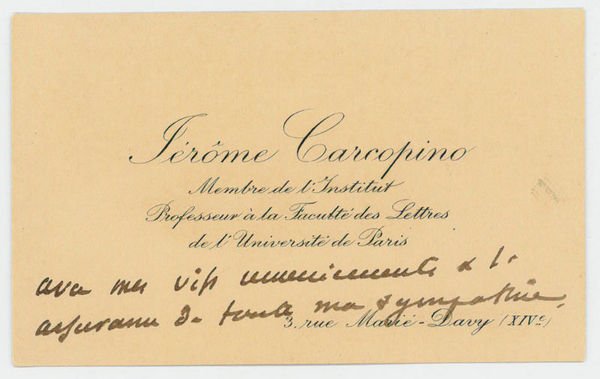 Jérôme Carcopino
Membre de l'Institut
Professeur à la Faculté des Lettres
de l'Université de Paris
avec mes vifs remerciements & l'
assurance de toute ma sympathie.
3, rue Marié-Davy (XIVe)